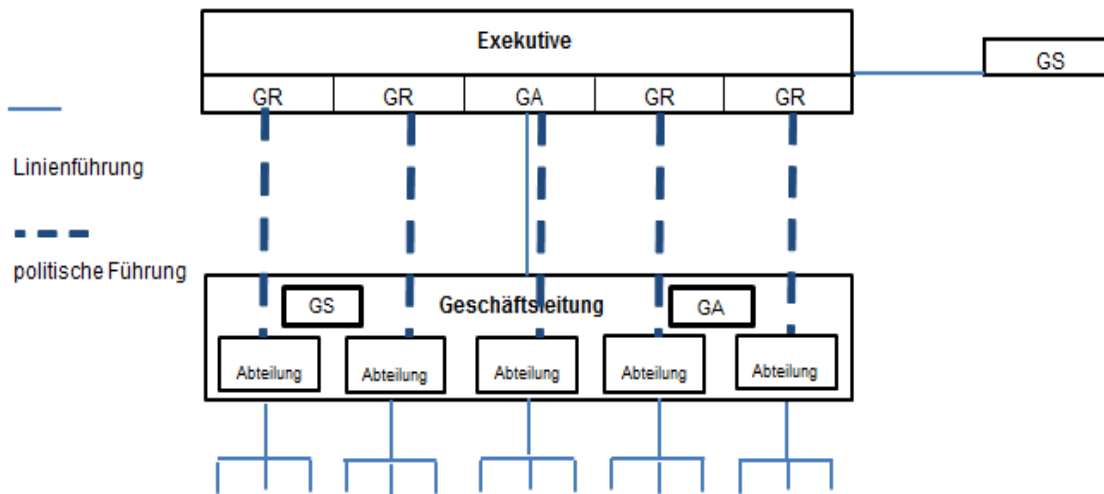 Exekutive
GS
GR GR GA GR GR
Linienführung
politische Führung
GS Geschäftsleitung GA
Abteilung Abteilung Abteilung Abteilung Abteilung